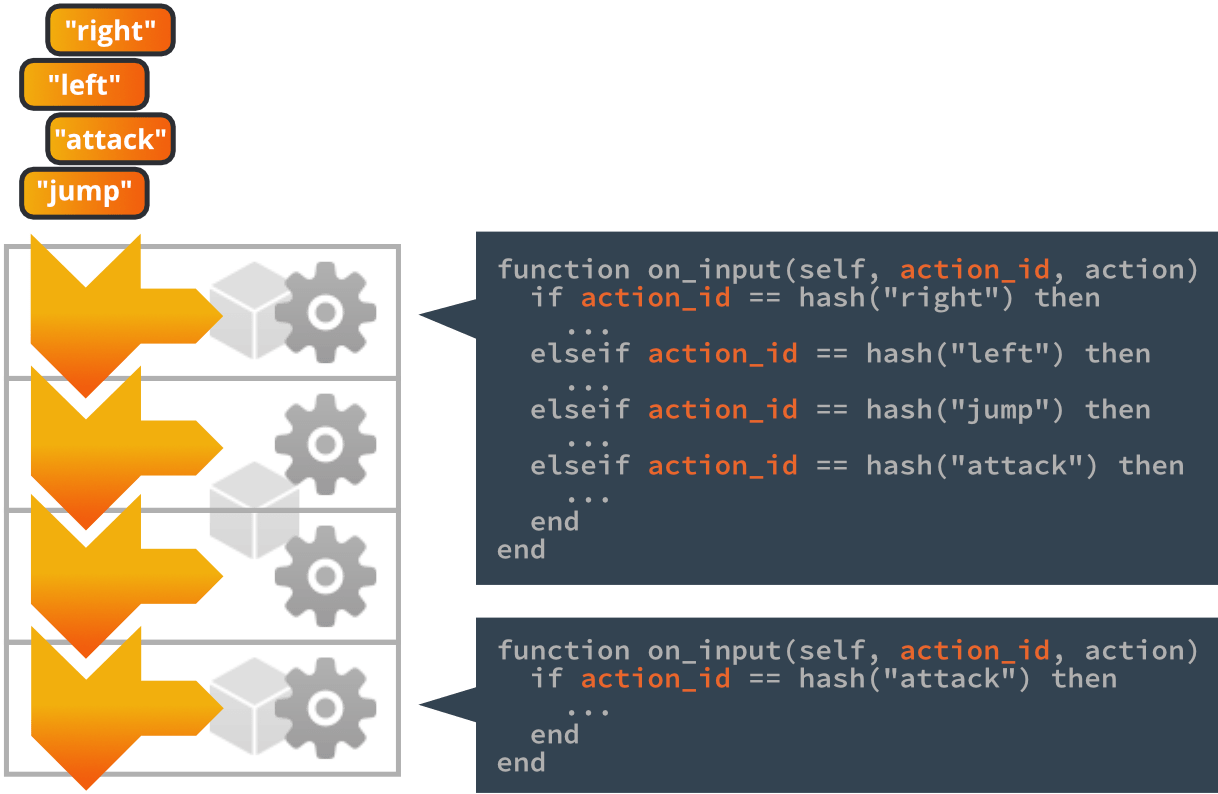 "right"
"left"
"attack"
"jump"
function on_input(self, action_id, action)
  if action_id == hash("right") then
    ...
  elseif action_id == hash("left") then
    ...
  elseif action_id == hash("jump") then
    ...
  elseif action_id == hash("attack") then
    ...
  end
end
function on_input(self, action_id, action)
  if action_id == hash("attack") then
    ...
  end
end